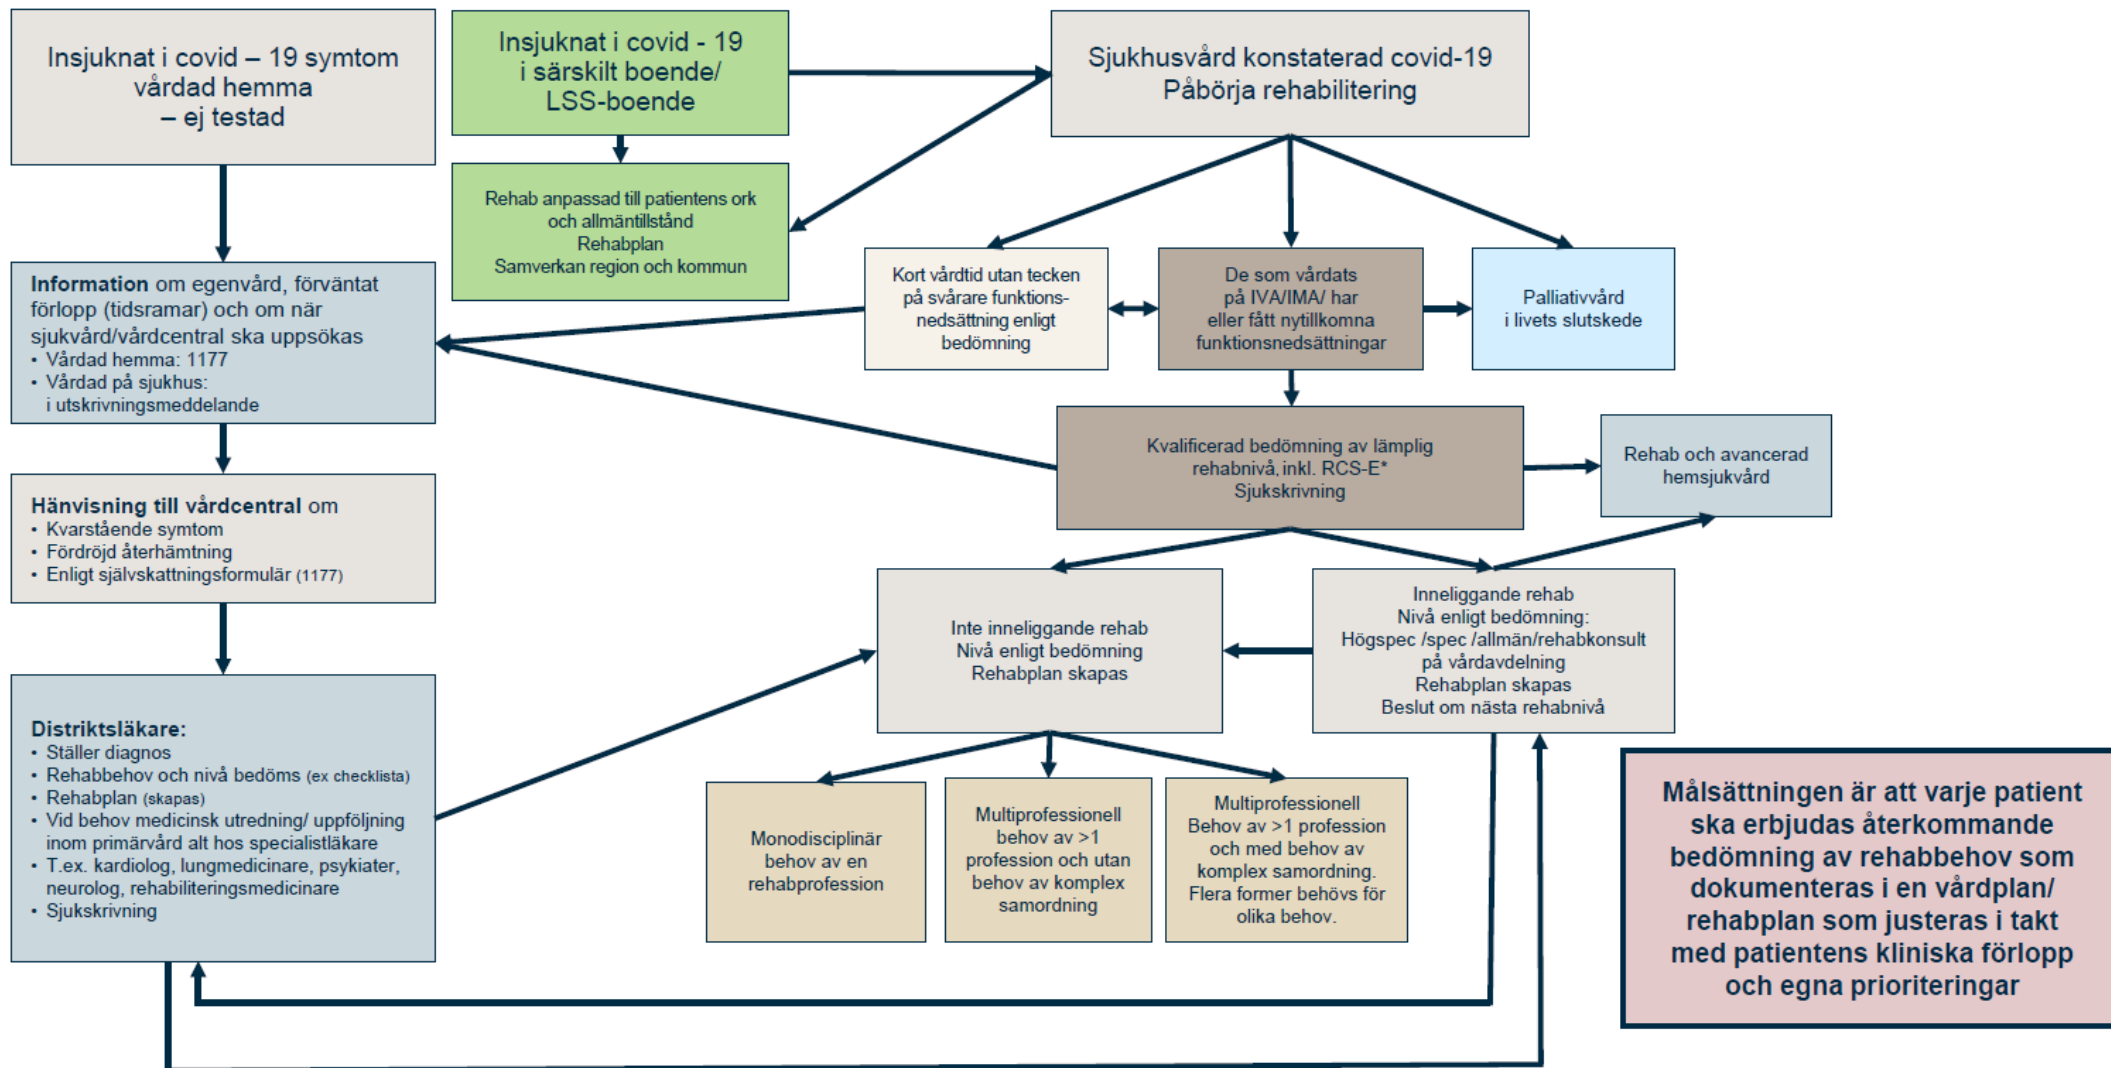 Insjuknat i covid – 19 symtom
vårdad hemma
– ej testad
Insjuknat i covid - 19
i särskilt boende/
LSS-boende
Sjukhusvård konstaterad covid-19
Påbörja rehabilitering
Rehab anpassad till patientens ork
och allmäntillstånd
Rehabplan
Samverkan region och kommun
Information om egenvård, förväntat
förlopp (tidsramar) och om när
sjukvård/vårdcentral ska uppsökas
• Vårdad hemma: 1177
• Vårdad på sjukhus:
i utskrivningsmeddelande
Kort vårdtid utan tecken
på svårare funktions-
nedsättning enligt
bedömning
De som vårdats
på IVA/IMA/ har
eller fått nytillkomna
funktionsnedsättningar
Palliativvård
i livets slutskede
Kvalificerad bedömning av lämplig
rehabnivå, inkl. RCS-E*
Sjukskrivning
Rehab och avancerad
hemsjukvård
Hänvisning till vårdcentral om
• Kvarstående symtom
• Fördröjd återhämtning
• Enligt självskattningsformulär (1177)
Inte inneliggande rehab
Nivå enligt bedömning
Rehabplan skapas
Inneliggande rehab
Nivå enligt bedömning:
Högspec /spec /allmän/rehabkonsult
på vårdavdelning
Rehabplan skapas
Beslut om nästa rehabnivå
Distriktsläkare:
• Ställer diagnos
• Rehabbehov och nivå bedöms (ex checklista)
• Rehabplan (skapas)
• Vid behov medicinsk utredning/ uppföljning
inom primärvård alt hos specialistläkare
• T.ex. kardiolog, lungmedicinare, psykiater,
neurolog, rehabiliteringsmedicinare
• Sjukskrivning
Monodisciplinär
behov av en
rehabprofession
Multiprofessionell
behov av >1
profession och utan
behov av komplex
samordning
Multiprofessionell
Behov av >1 profession
och med behov av
komplex samordning.
Flera former behövs för
olika behov.
Målsättningen är att varje patient
ska erbjudas återkommande
bedömning av rehabbehov som
dokumenteras i en vårdplan/
rehabplan som justeras i takt
med patientens kliniska förlopp
och egna prioriteringar